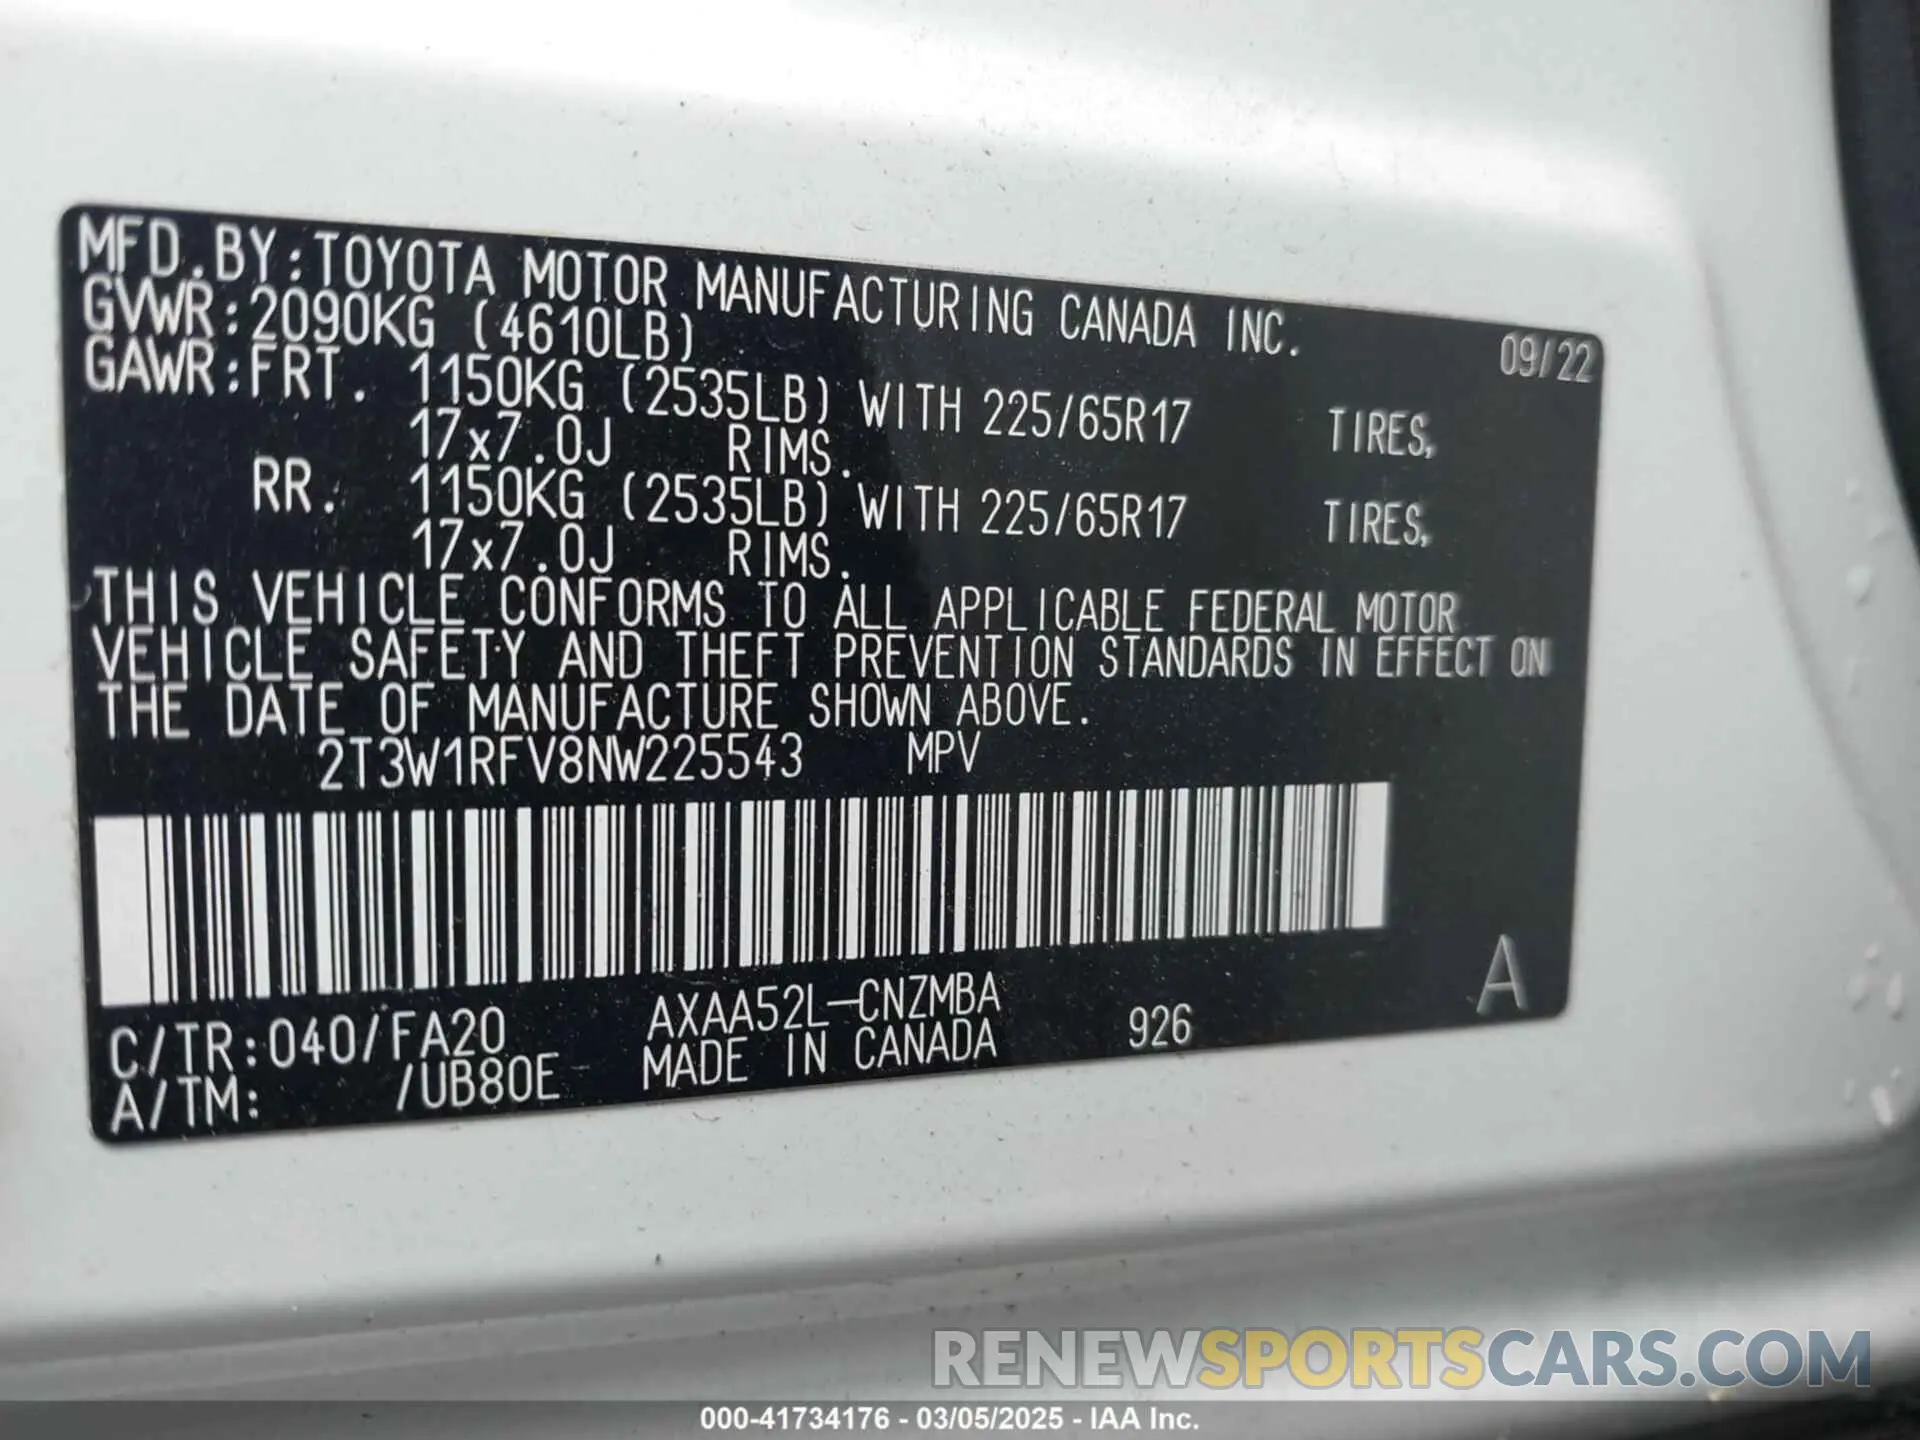 MFD.BY:TOYOTA MOTOR MANUFACTURING CANADA INC.
GVWR:2090KG (4610LB) 09/22
GAWR:FRT. 1150KG (2535LB) WITH 225/65R17 TIRES,
17x7.0J RIMS.
RR. 1150KG (2535LB) WITH 225/65R17 TIRES,
17x7.0J RIMS.
THIS VEHICLE CONFORMS TO ALL APPLICABLE FEDERAL MOTOR
VEHICLE SAFETY AND THEFT PREVENTION STANDARDS IN EFFECT ON
THE DATE OF MANUFACTURE SHOWN ABOVE.
2T3W1RFV8NW225543 MPV
C/TR:040/FA20 AXAA52L-CNZMBA 926 A
A/TM: /UB80E MADE IN CANADA
RENEWSPORTSCARS.COM
000-41734176 - 03/05/2025 - IAA Inc.